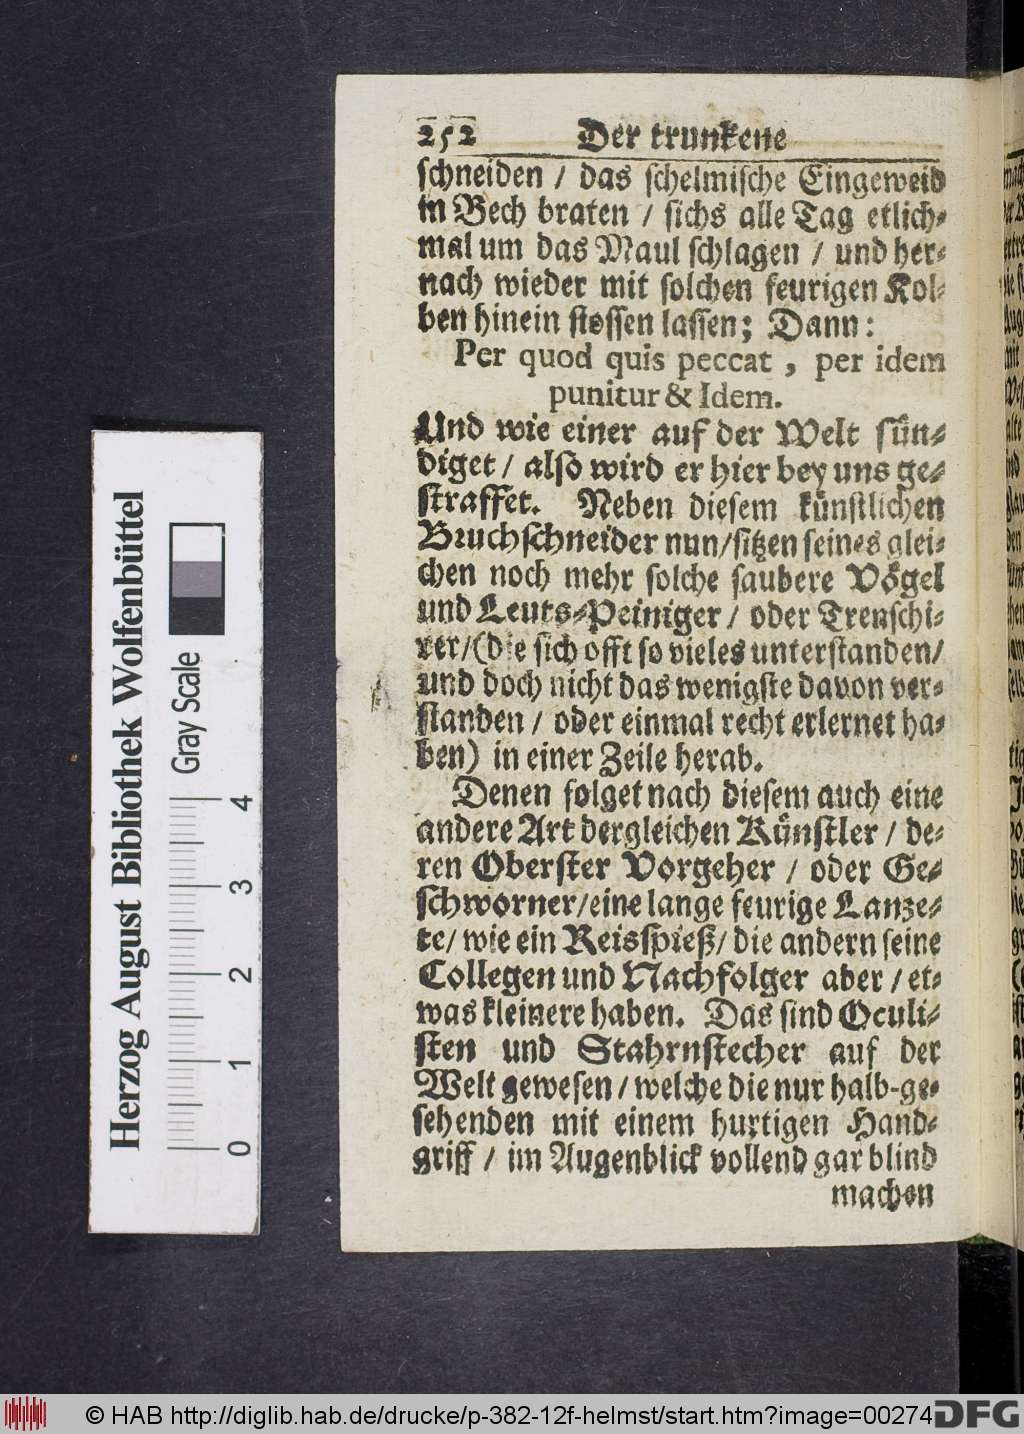 252 Der trunkene
schneiden / das schelmische Eingeweid
in Bech braten / sichs alle Tag etlich-
mal um das Maul schlagen / und her-
nach wieder mit solchen feurigen Kol-
ben hinein stossen lassen; Dann:
Per quod quis peccat, per idem
punitur & Idem.
Und wie einer auf der Welt sün-
diget / also wird er hier bey uns ge-
straffet. Neben diesem künstlichen
Bruchschneider nun/sitzen seines glei-
chen noch mehr solche saubere Vögel
und Leuts-Peiniger / oder Trenschi-
rer/(die sich offt so vieles unterstanden/
und doch nicht das wenigste davon ver-
standen / oder einmal recht erlernet ha-
ben) in einer Zeile herab.
Denen folget nach diesem auch eine
andere Art dergleichen Künstler / de-
ren Oberster Vorgeher / oder Ge-
schworner/eine lange feurige Lanze-
te/ wie ein Reisspieß/ die andern seine
Collegen und Nachfolger aber / et-
was kleinere haben. Das sind Oculi-
sten und Stahrnstecher auf der
Welt gewesen / welche die nur halb-ge-
sehenden mit einem hurtigen Hand-
griff / im Augenblick vollend gar blind
machen
Herzog August Bibliothek Wolfenbüttel
Gray Scale
0 1 2 3 4
© HAB http://diglib.hab.de/drucke/p-382-12f-helmst/start.htm?image=00274
DFG